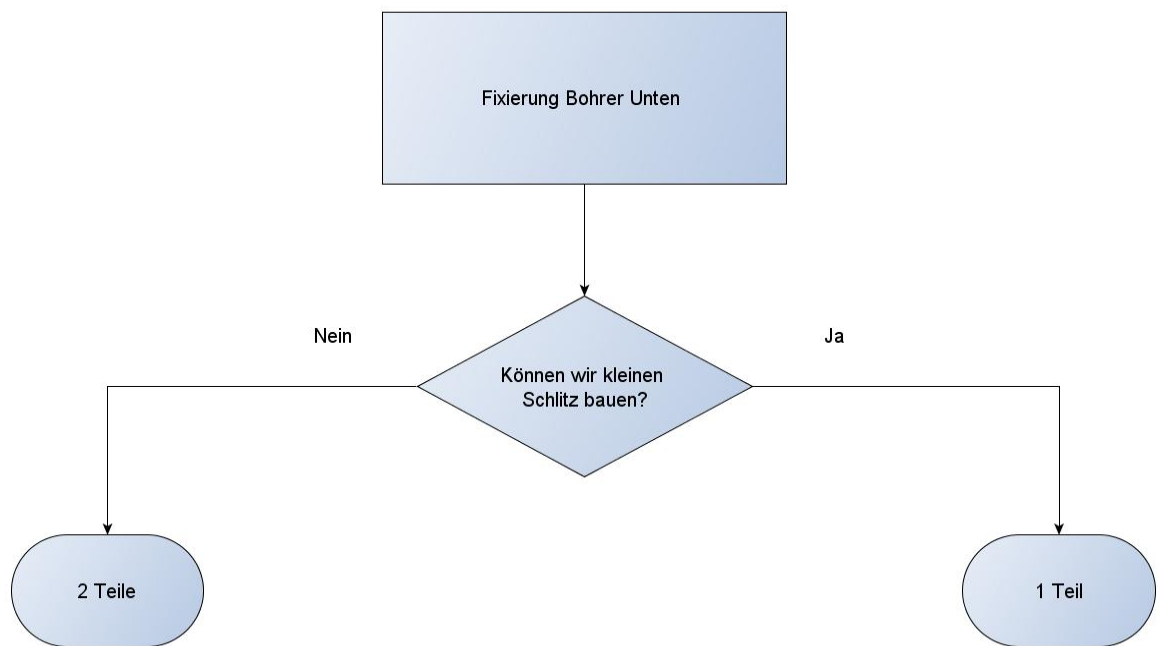 Fixierung Bohrer Unten
Nein
Ja
Können wir kleinen
Schlitz bauen?
2 Teile
1 Teil